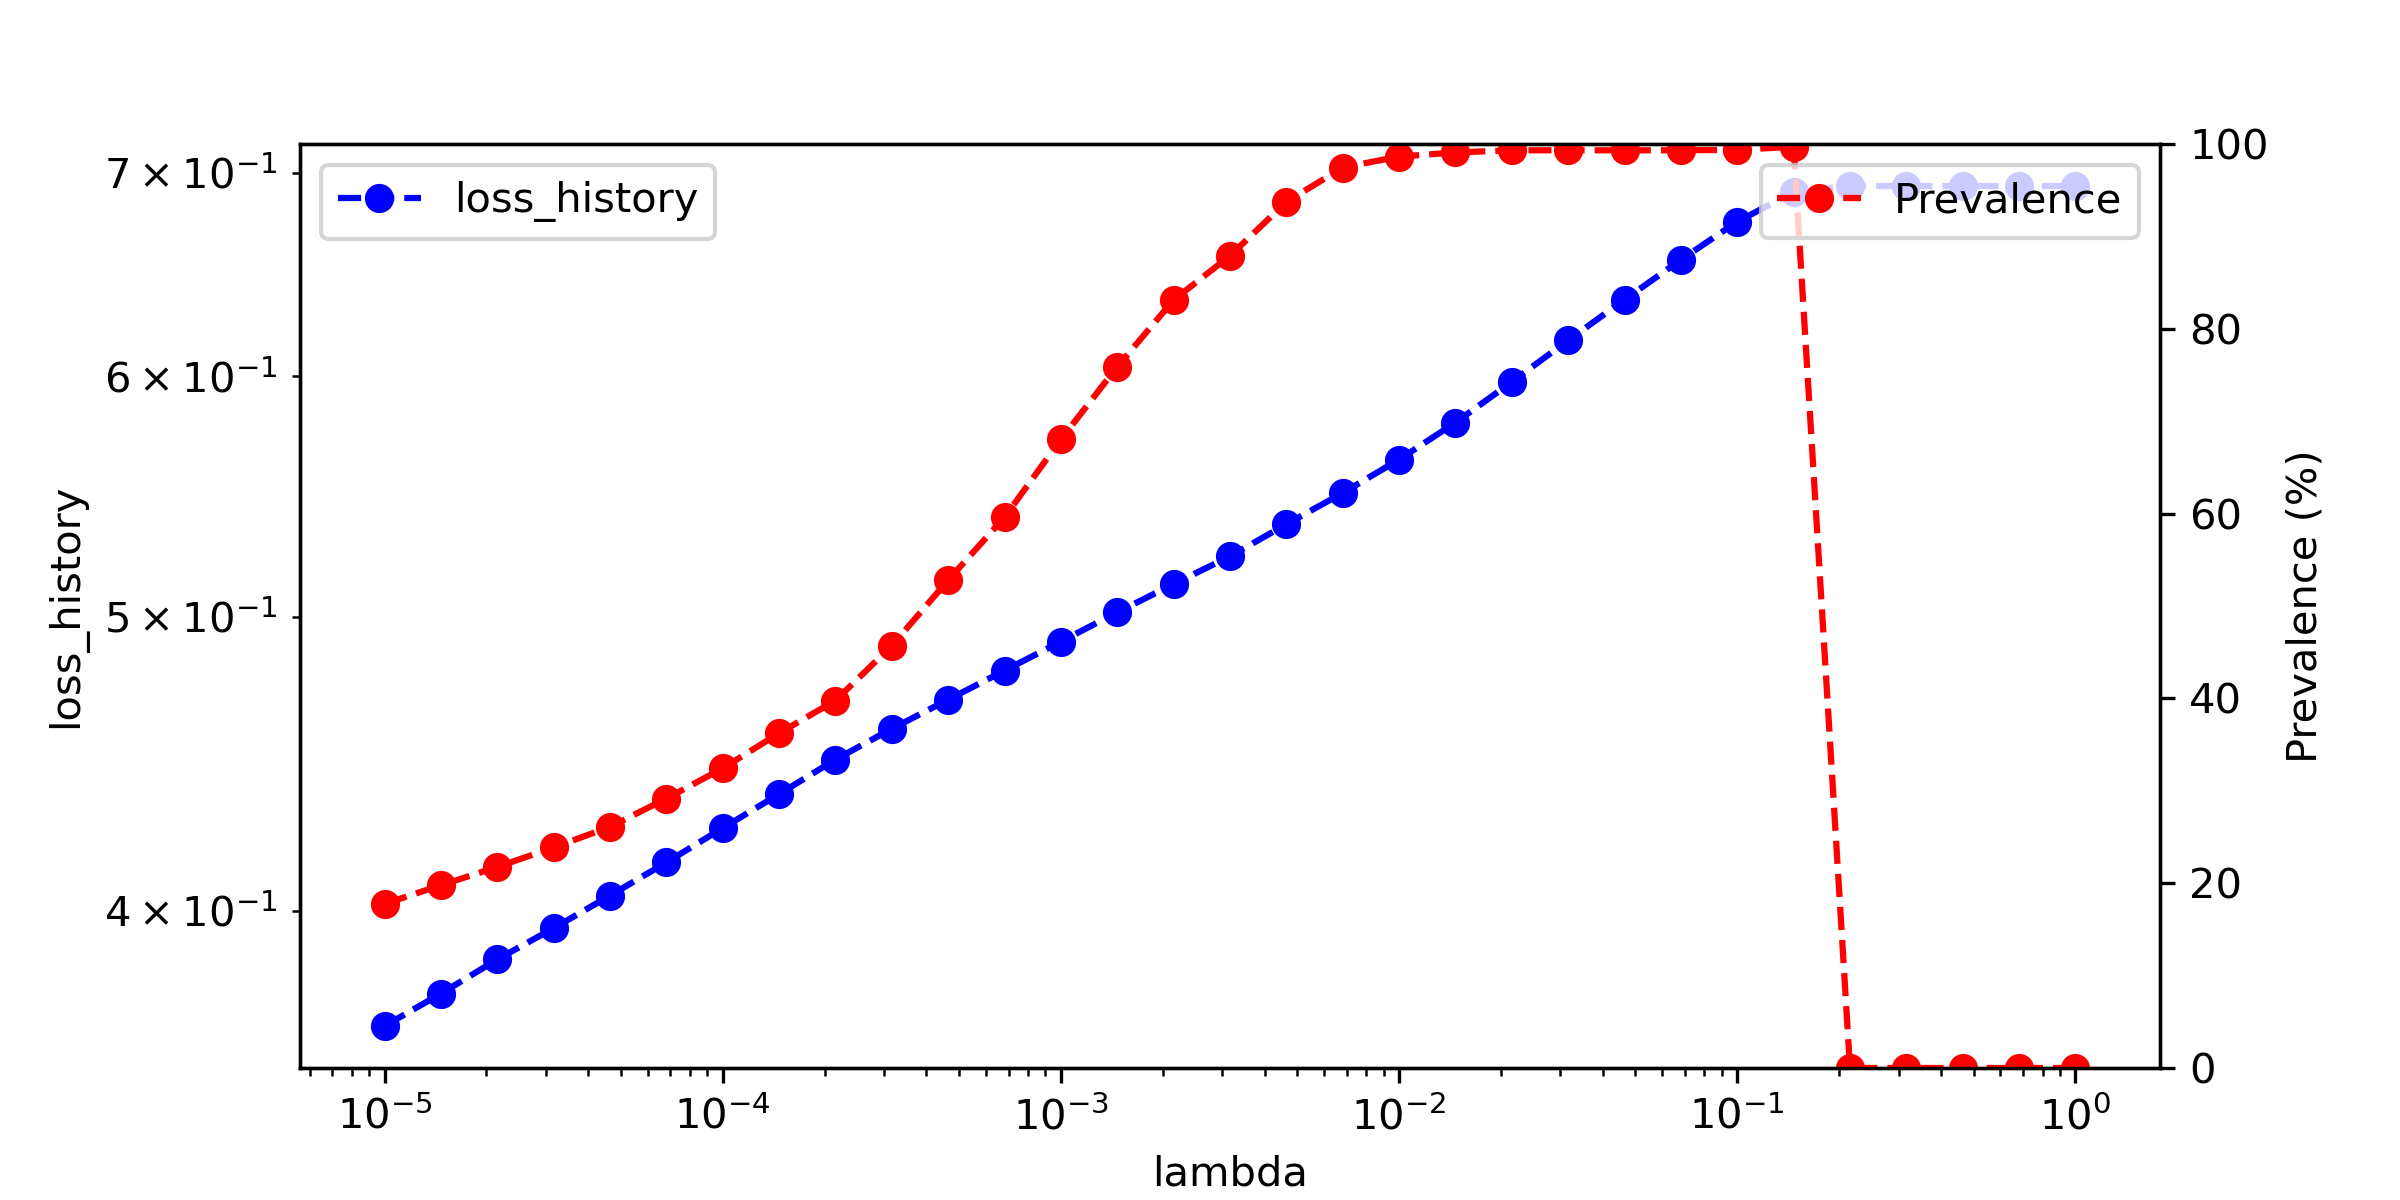 7 × 10⁻¹
6 × 10⁻¹
5 × 10⁻¹
4 × 10⁻¹
loss_history
loss_history
Prevalence
100
80
60
40
20
0
Prevalence (%)
10⁻⁵ 10⁻⁴ 10⁻³ 10⁻² 10⁻¹ 10⁰
lambda